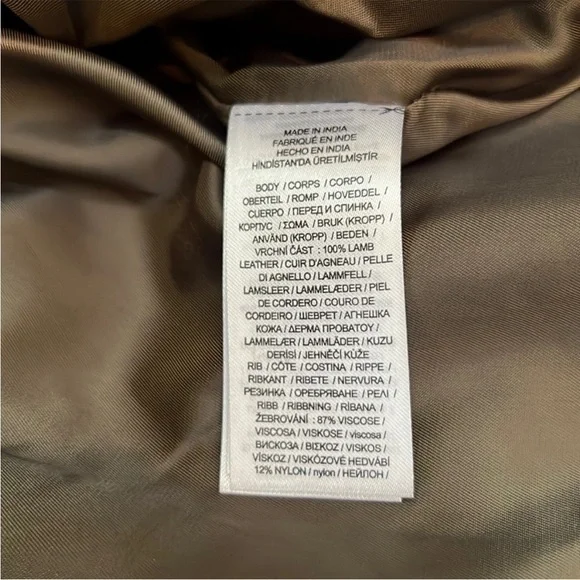 MADE IN INDIA
FABRIQUÉ EN INDE
HECHO EN INDIA
HİNDİSTAN'DA ÜRETİLMİŞTİR
BODY / CORPS / CORPO /
OBERTEIL / ROMP / HOVEDDEL /
CUERPO / ПЕРЕД И СПИНКА /
КОРПУС / ΣΩΜΑ / BRUK (KROPP) /
ANVÄND (KROPP) / BEDEN /
VRCHNÍ ČÁST : 100% LAMB
LEATHER / CUIR D'AGNEAU / PELLE
DI AGNELLO / LAMMFELL /
LAMSLEER / LAMMELÆDER / PIEL
DE CORDERO / COURO DE
CORDEIRO / ШЕВРЕТ / АГНЕШКА
КОЖА / ΔΕΡΜΑ ΠΡΟΒΑΤΟΥ /
LAMMELÆR / LAMMLÄDER / KUZU
DERİSİ / JEHNĚČÍ KŮŽE
RIB / CÔTE / COSTINA / RIPPE /
RIBKANT / RIBETE / NERVURA /
РЕЗИНКА / ОРЕБРЯВАНЕ / ΡΕΛΙ /
RIBB / RIBBNING / RİBANA /
ŽEBROVÁNÍ : 87% VISCOSE /
VISCOSA / VISKOSE / viscosa /
ВИСКОЗА / ΒΙΣΚΟΖ / VISKOS /
VİSKOZ / VISKÓZOVÉ HEDVÁBÍ
12% NYLON / nylon / НЕЙЛОН /